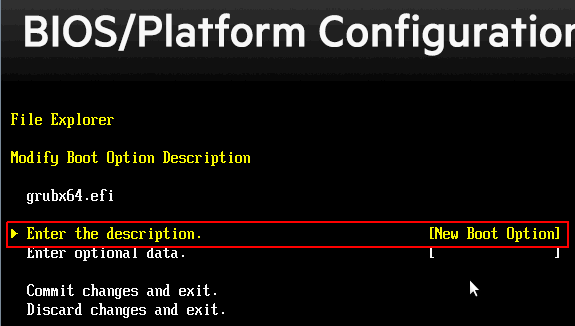 BIOS/Platform Configuration
File Explorer
Modify Boot Option Description
grubx64.efi
Enter the description. [New Boot Option]
Enter optional data. [ ]
Commit changes and exit.
Discard changes and exit.